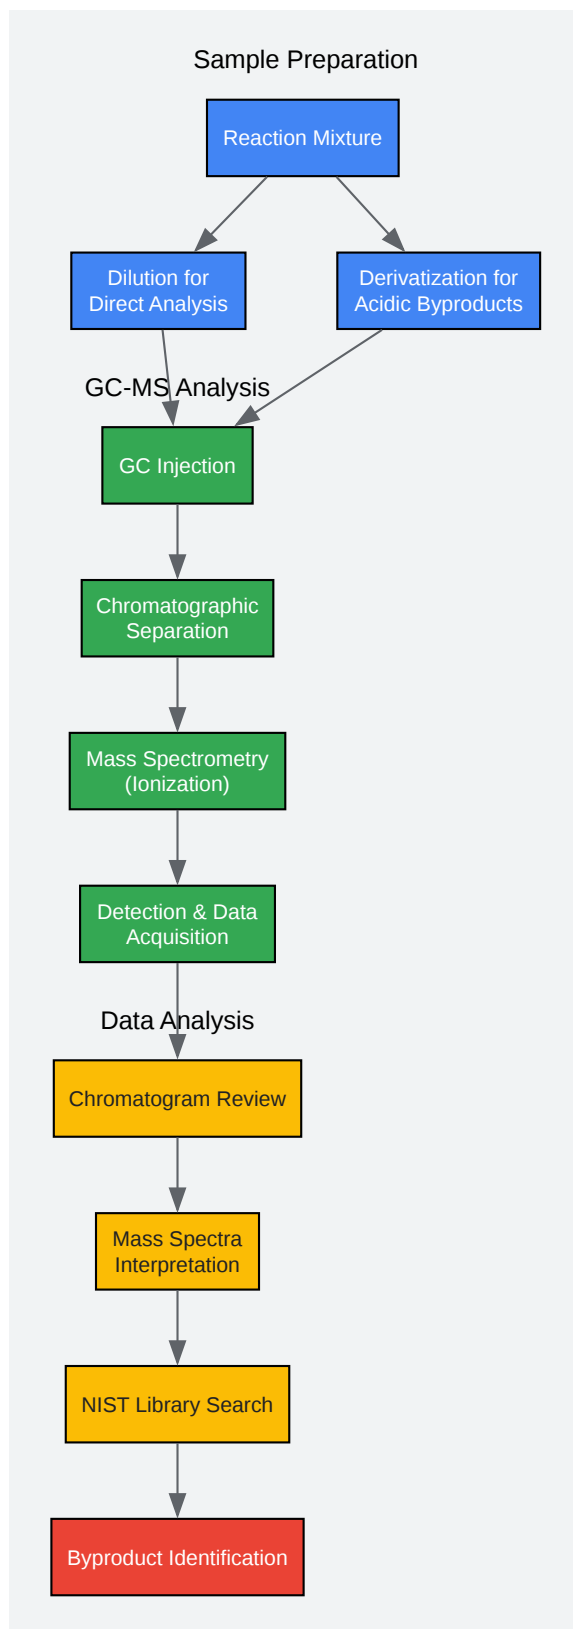 Sample Preparation
Reaction Mixture
Dilution for
Direct Analysis
Derivatization for
Acidic Byproducts
GC-MS Analysis
GC Injection
Chromatographic
Separation
Mass Spectrometry
(Ionization)
Detection & Data
Acquisition
Data Analysis
Chromatogram Review
Mass Spectra
Interpretation
NIST Library Search
Byproduct Identification